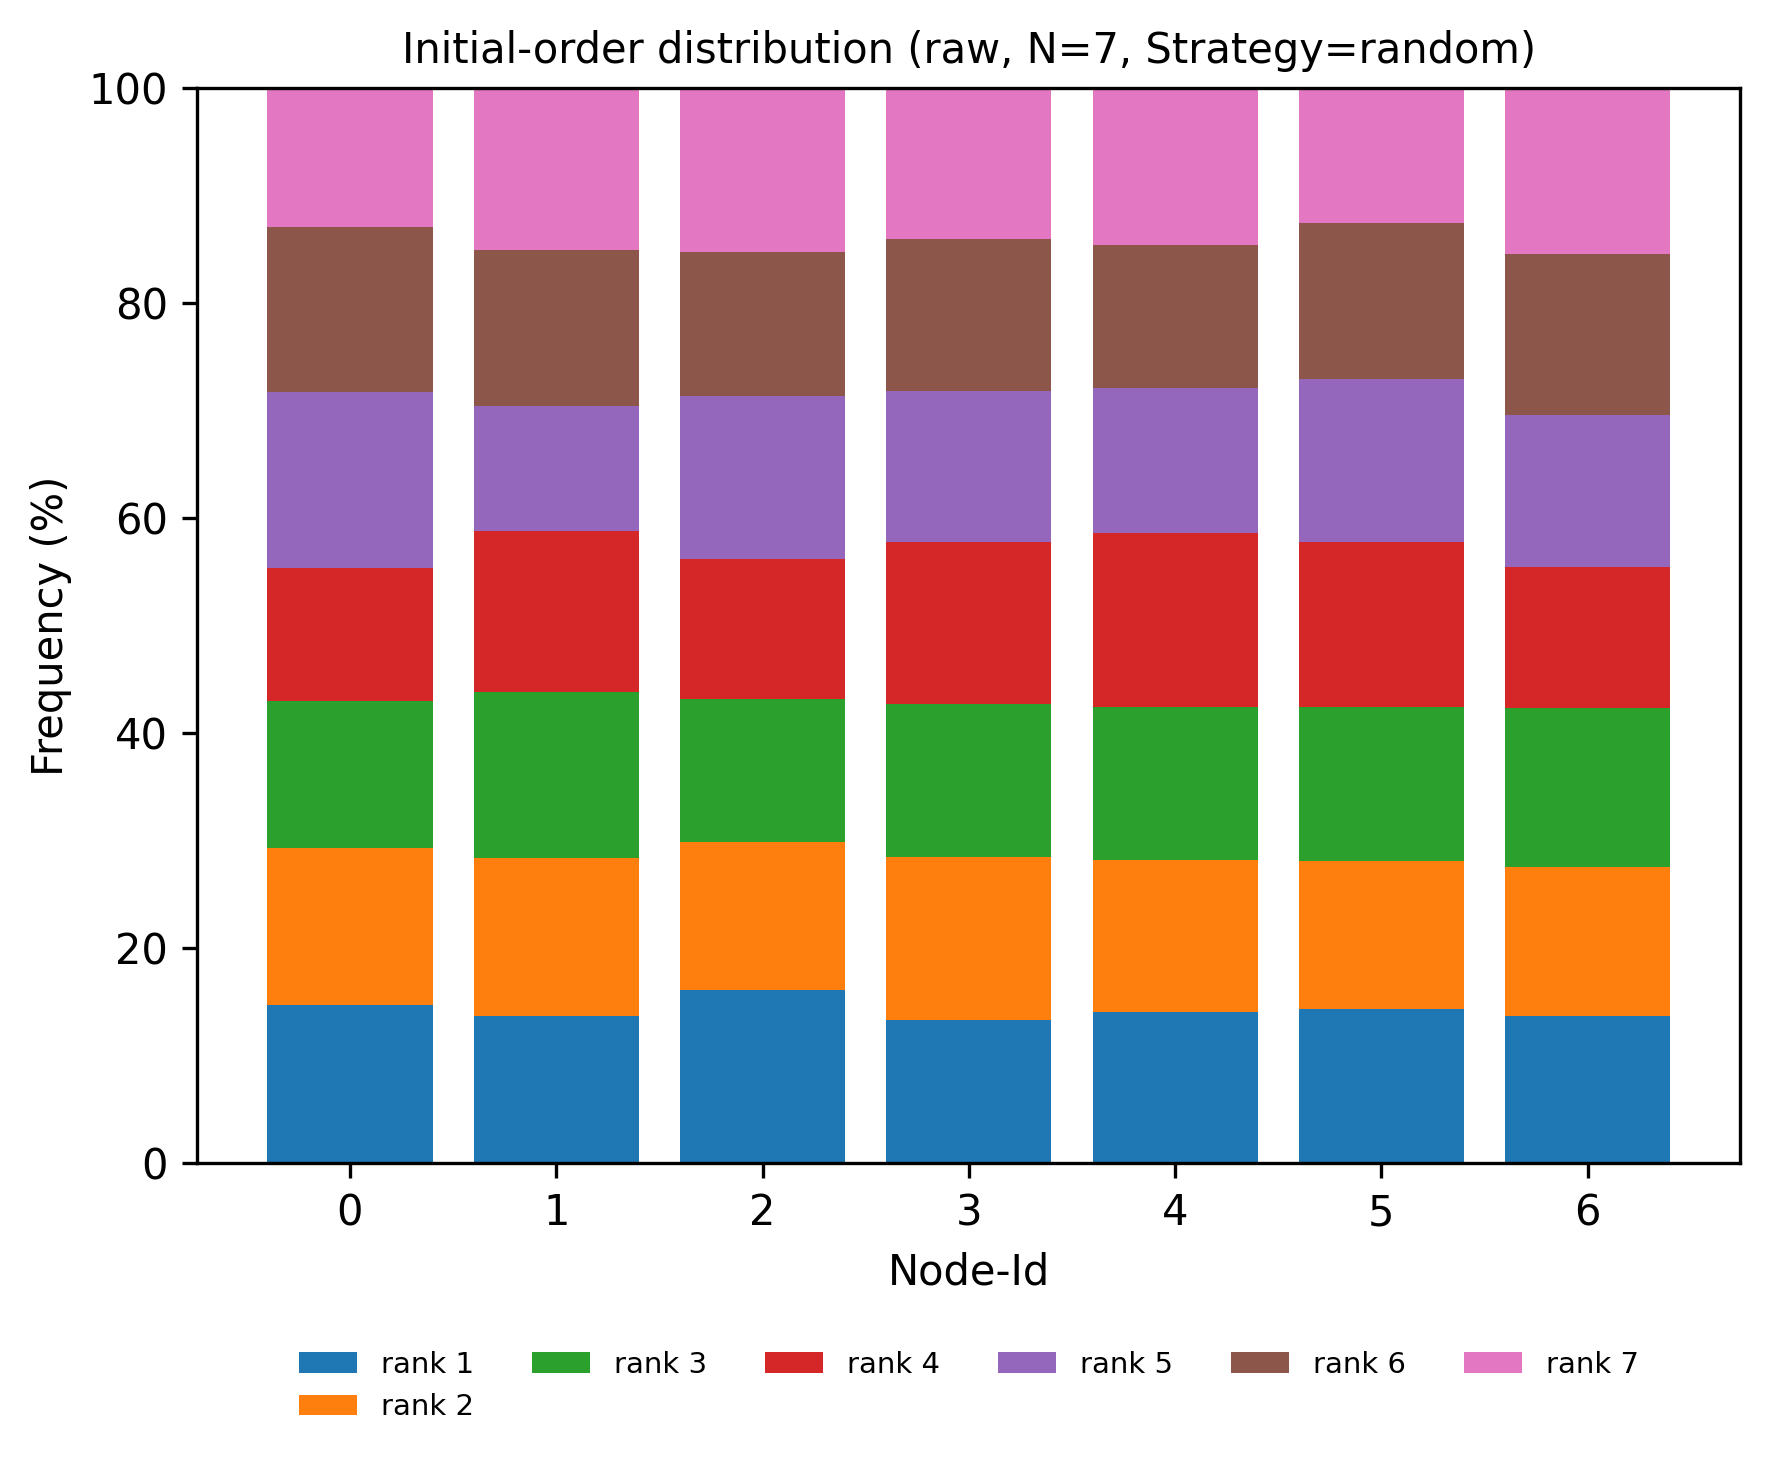 Initial-order distribution (raw, N=7, Strategy=random)
100
80
60
40
20
0
Frequency (%)
0 1 2 3 4 5 6
Node-Id
rank 1 rank 3 rank 4 rank 5 rank 6 rank 7
rank 2